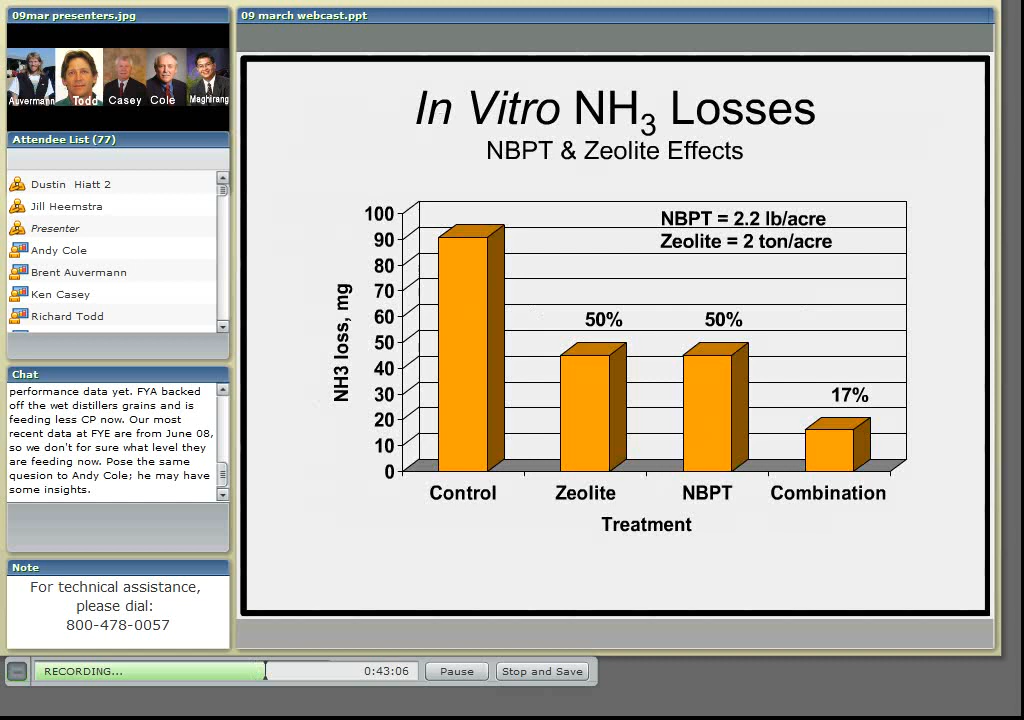 09mar presenters.jpg
Auvermann Todd Casey Cole Maghirang
Attendee List (77)
Dustin Hiatt 2
Jill Heemstra
Presenter
Andy Cole
Brent Auvermann
Ken Casey
Richard Todd
Chat
performance data yet. FYA backed
off the wet distillers grains and is
feeding less CP now. Our most
recent data at FYE are from June 08,
so we don't for sure what level they
are feeding now. Pose the same
quesion to Andy Cole; he may have
some insights.
Note
For technical assistance,
please dial:
800-478-0057
09 march webcast.ppt
In Vitro NH3 Losses
NBPT & Zeolite Effects
NBPT = 2.2 lb/acre
Zeolite = 2 ton/acre
NH3 loss, mg
100
90
80
70
60
50
40
30
20
10
0
50%
50%
17%
Control Zeolite NBPT Combination
Treatment
RECORDING... 0:43:06 Pause Stop and Save